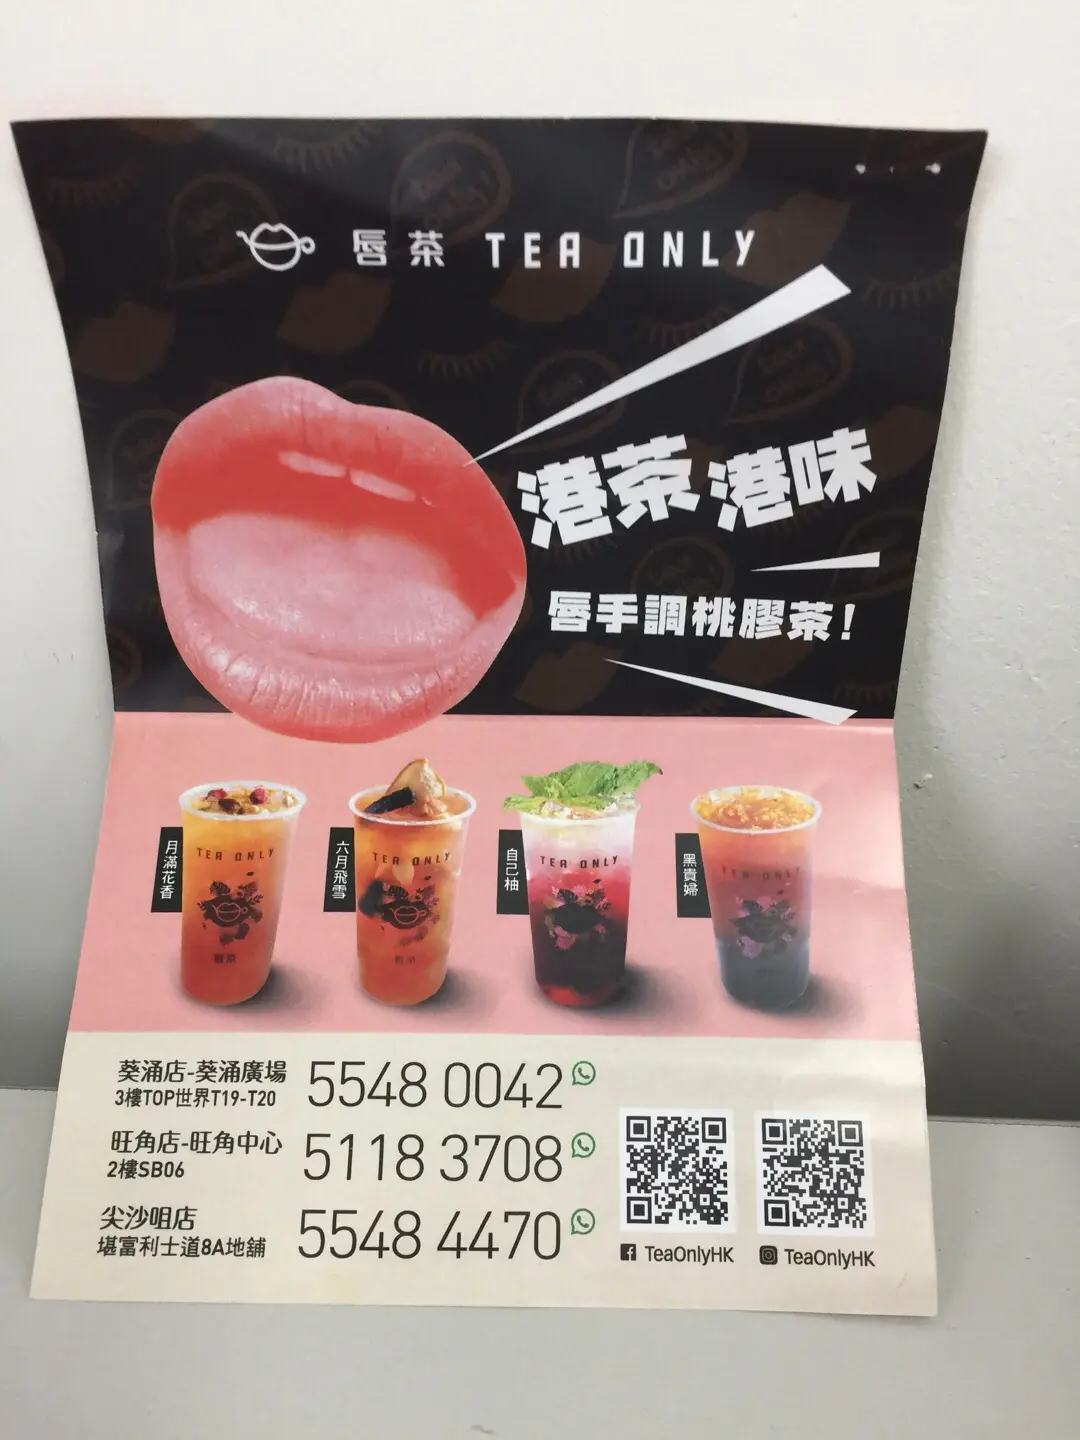 唇茶 TEA ONLY
港茶港味
唇手調桃膠茶!
月滿花香
六月飛雪
自己柚
黑貴婦
TEA ONLY
唇茶
TEA ONLY
唇茶
TEA ONLY
TEA ONLY
葵涌店-葵涌廣場
3樓TOP世界T19-T20
5548 0042
旺角店-旺角中心
2樓SB06
5118 3708
尖沙咀店
堪富利士道8A地舖
5548 4470
TeaOnlyHK
TeaOnlyHK